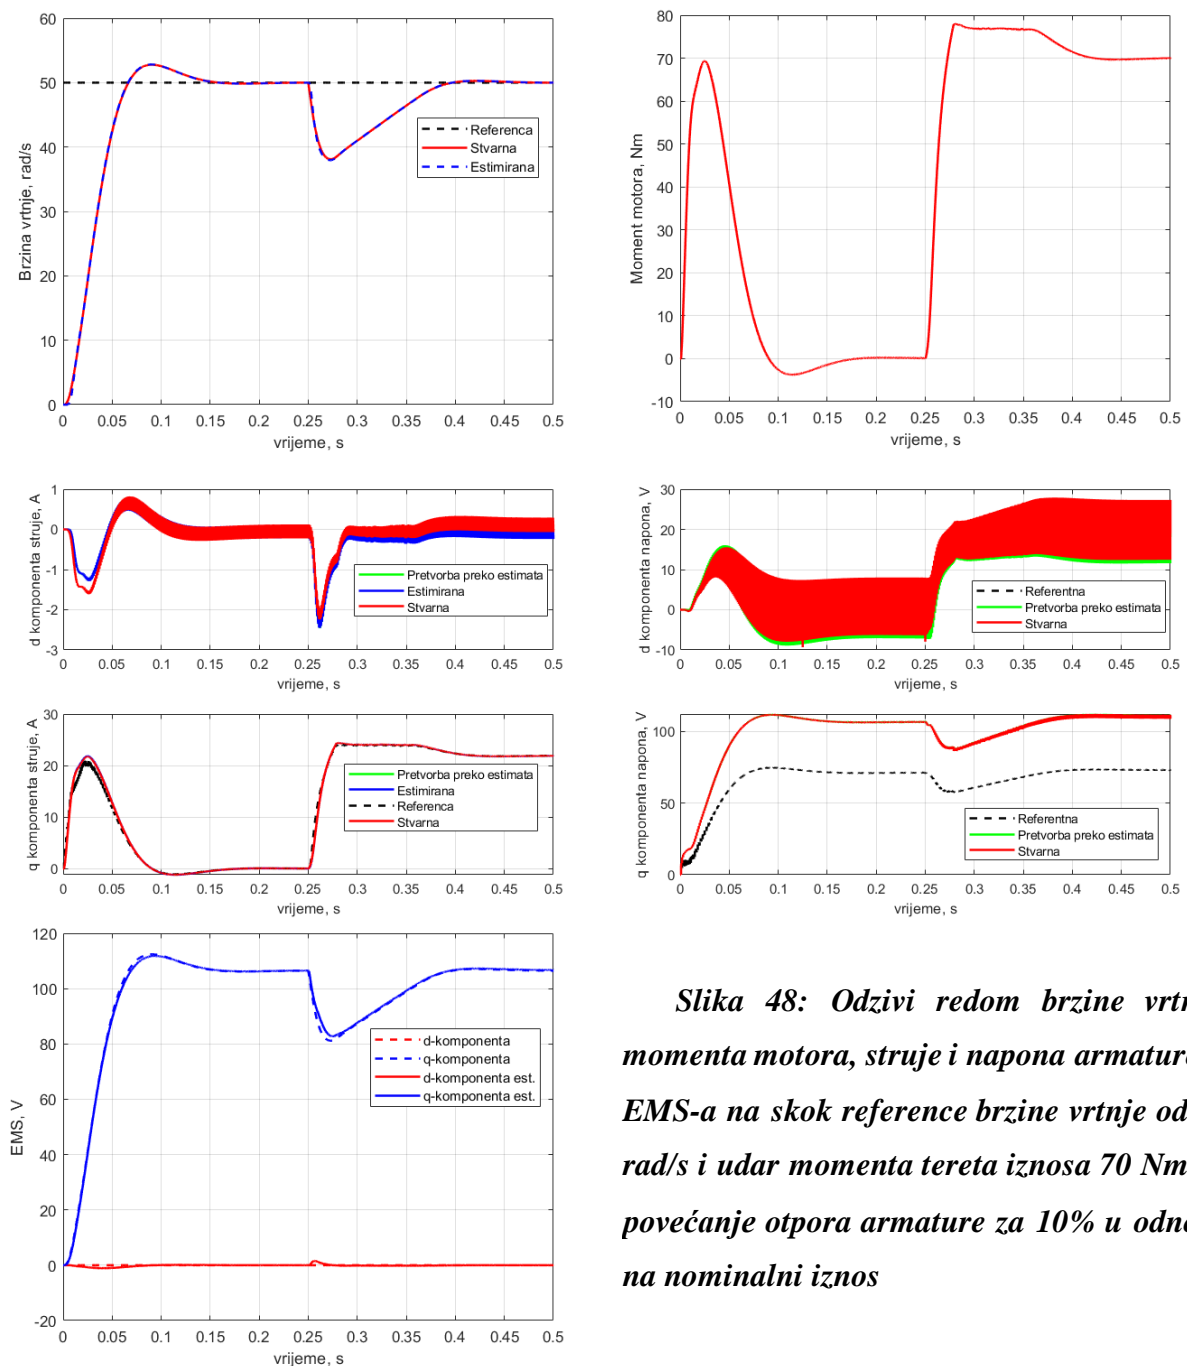 60
50
40
30
20
10
0
Brzina vrtnje, rad/s
Referenca
Stvarna
Estimirana
0 0.05 0.1 0.15 0.2 0.25 0.3 0.35 0.4 0.45 0.5
vrijeme, s
80
70
60
50
40
30
20
10
0
-10
Moment motora, Nm
0 0.05 0.1 0.15 0.2 0.25 0.3 0.35 0.4 0.45 0.5
vrijeme, s
1
0
-1
-2
-3
d komponenta struje, A
Pretvorba preko estimata
Estimirana
Stvarna
0 0.05 0.1 0.15 0.2 0.25 0.3 0.35 0.4 0.45 0.5
vrijeme, s
30
20
10
0
-10
d komponenta napona, V
Referentna
Pretvorba preko estimata
Stvarna
0 0.05 0.1 0.15 0.2 0.25 0.3 0.35 0.4 0.45 0.5
vrijeme, s
30
20
10
0
q komponenta struje, A
Pretvorba preko estimata
Estimirana
Referenca
Stvarna
0 0.05 0.1 0.15 0.2 0.25 0.3 0.35 0.4 0.45 0.5
vrijeme, s
100
50
0
q komponenta napona, V
Referentna
Pretvorba preko estimata
Stvarna
0 0.05 0.1 0.15 0.2 0.25 0.3 0.35 0.4 0.45 0.5
vrijeme, s
120
100
80
60
40
20
0
-20
EMS, V
d-komponenta
q-komponenta
d-komponenta est.
q-komponenta est.
0 0.05 0.1 0.15 0.2 0.25 0.3 0.35 0.4 0.45 0.5
vrijeme, s
Slika 48: Odzivi redom brzine vrtn
momenta motora, struje i napona armature
EMS-a na skok reference brzine vrtnje od
rad/s i udar momenta tereta iznosa 70 Nm
povećanje otpora armature za 10% u odno
na nominalni iznos